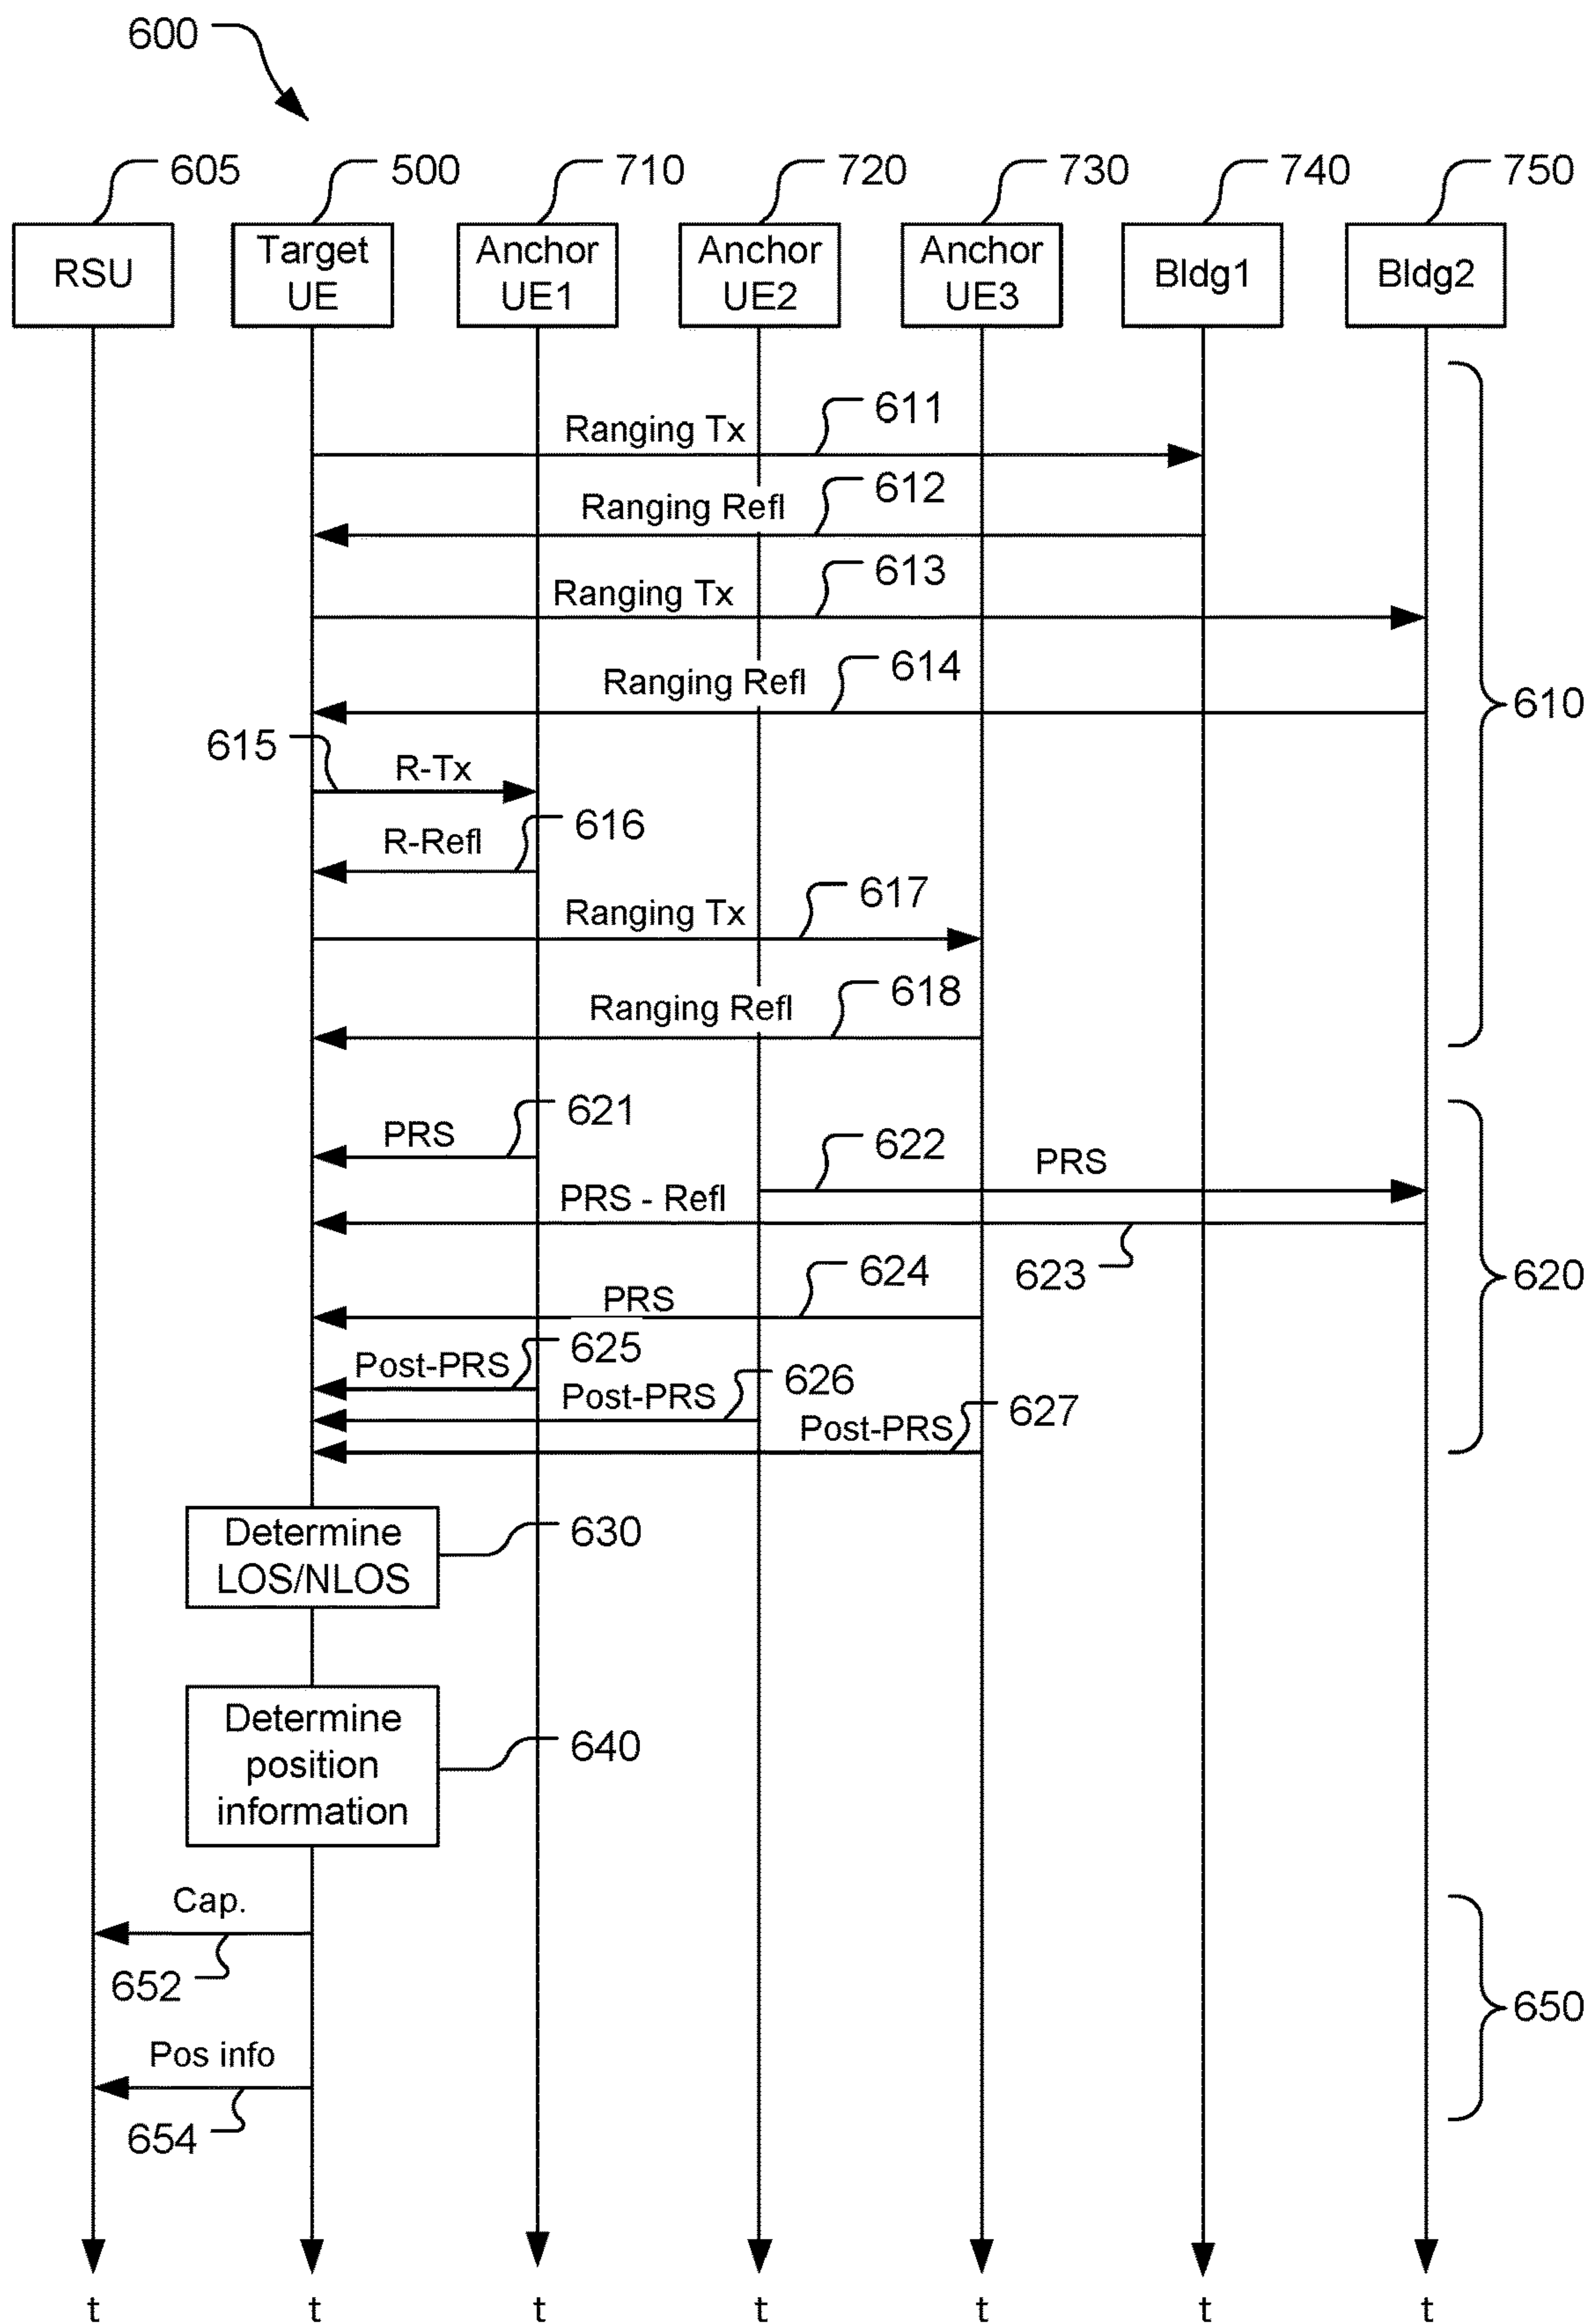 600
605
500
710
720
730
740
750
RSU
Target
UE
Anchor
UE1
Anchor
UE2
Anchor
UE3
Bldg1
Bldg2
Ranging Tx
611
Ranging Refl
612
Ranging Tx
613
Ranging Refl
614
610
615
R-Tx
R-Refl
616
Ranging Tx
617
Ranging Refl
618
PRS
621
622
PRS
PRS - Refl
623
620
PRS
624
Post-PRS
625
Post-PRS
626
Post-PRS
627
Determine
LOS/NLOS
630
Determine
position
information
640
Cap.
652
650
Pos info
654
t
t
t
t
t
t
t